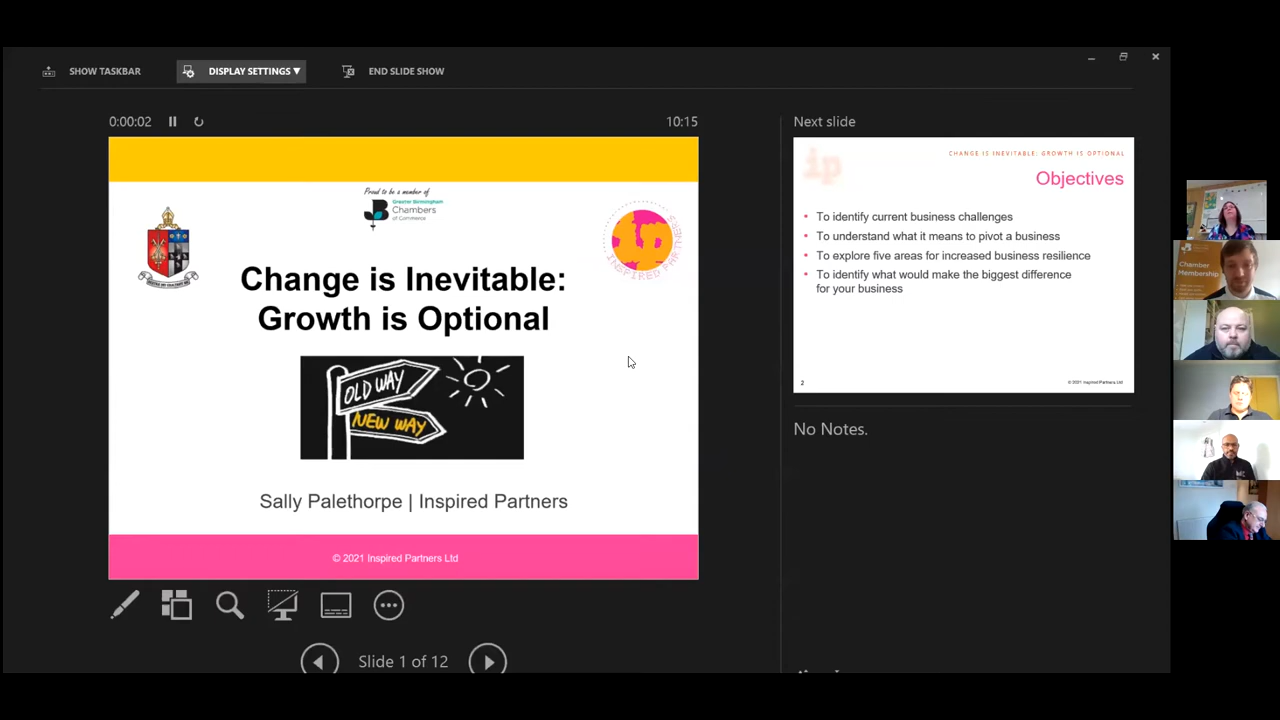 SHOW TASKBAR
DISPLAY SETTINGS ▼
END SLIDE SHOW
0:00:02
10:15
Proud to be a member of
Greater Birmingham
Chambers
of Commerce
ip
INSPIRED PARTNERS
Change is Inevitable:
Growth is Optional
OLD WAY
NEW WAY
Sally Palethorpe | Inspired Partners
© 2021 Inspired Partners Ltd
Slide 1 of 12
Next slide
ip
CHANGE IS INEVITABLE: GROWTH IS OPTIONAL
Objectives
• To identify current business challenges
• To understand what it means to pivot a business
• To explore five areas for increased business resilience
• To identify what would make the biggest difference
for your business
2
© 2021 Inspired Partners Ltd
No Notes.
Chamber
Membership